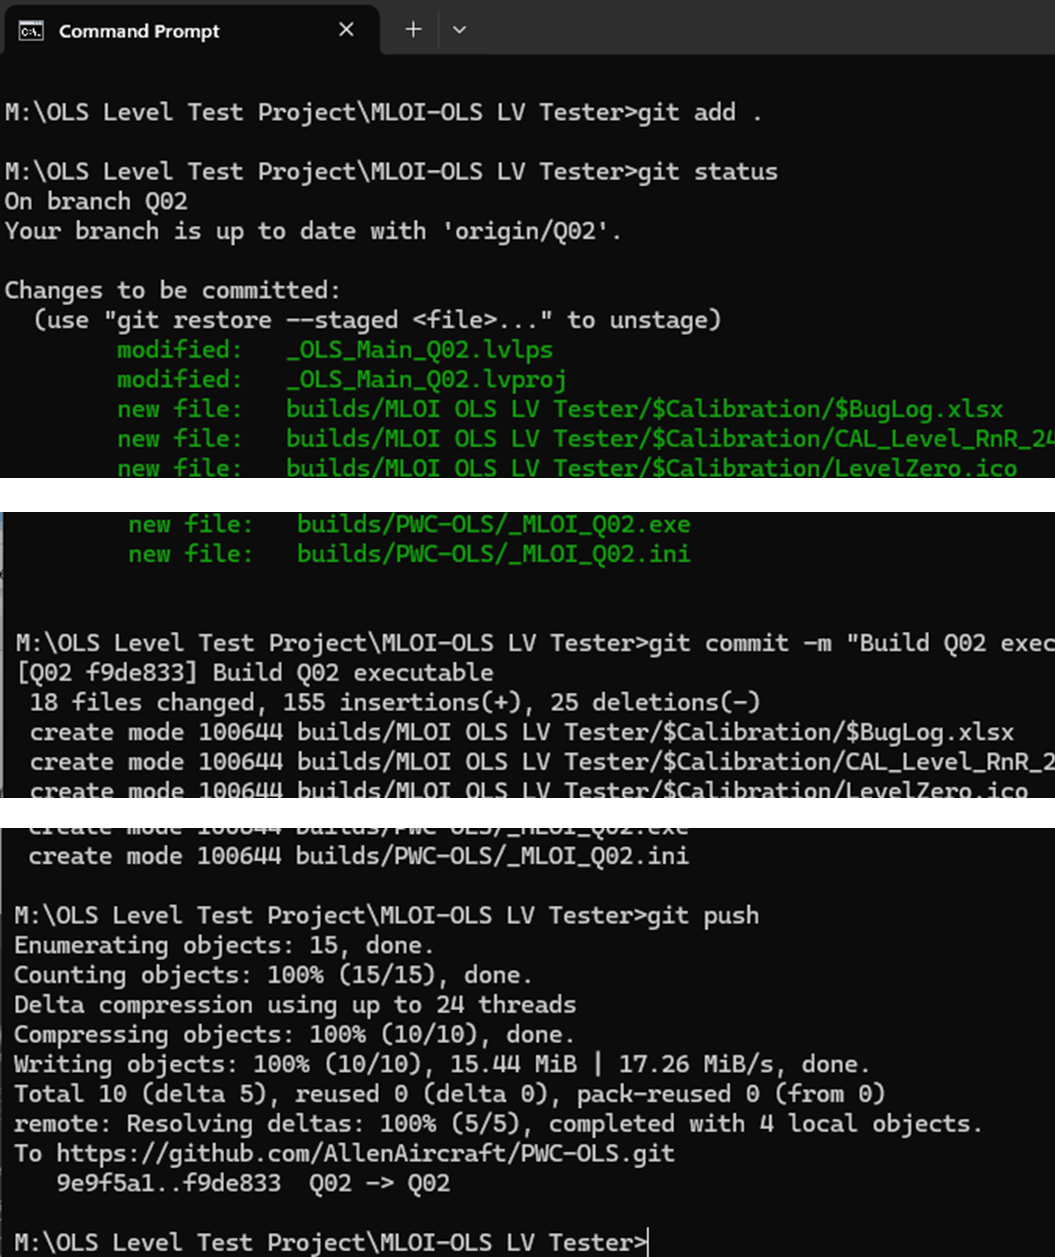 Command Prompt
M:\OLS Level Test Project\MLOI-OLS LV Tester>git add .
M:\OLS Level Test Project\MLOI-OLS LV Tester>git status
On branch Q02
Your branch is up to date with 'origin/Q02'.
Changes to be committed:
(use "git restore --staged <file>..." to unstage)
modified: _OLS_Main_Q02.lvlps
modified: _OLS_Main_Q02.lvproj
new file: builds/MLOI OLS LV Tester/$Calibration/$BugLog.xlsx
new file: builds/MLOI OLS LV Tester/$Calibration/CAL_Level_RnR_24
new file: builds/MLOI OLS LV Tester/$Calibration/LevelZero.ico
new file: builds/PWC-OLS/_MLOI_Q02.exe
new file: builds/PWC-OLS/_MLOI_Q02.ini
M:\OLS Level Test Project\MLOI-OLS LV Tester>git commit -m "Build Q02 exec
[Q02 f9de833] Build Q02 executable
18 files changed, 155 insertions(+), 25 deletions(-)
create mode 100644 builds/MLOI OLS LV Tester/$Calibration/$BugLog.xlsx
create mode 100644 builds/MLOI OLS LV Tester/$Calibration/CAL_Level_RnR_2
create mode 100644 builds/MLOI OLS LV Tester/$Calibration/LevelZero.ico
create mode 100644 builds/PWC-OLS/_MLOI_Q02.exe
create mode 100644 builds/PWC-OLS/_MLOI_Q02.ini
M:\OLS Level Test Project\MLOI-OLS LV Tester>git push
Enumerating objects: 15, done.
Counting objects: 100% (15/15), done.
Delta compression using up to 24 threads
Compressing objects: 100% (10/10), done.
Writing objects: 100% (10/10), 15.44 MiB | 17.26 MiB/s, done.
Total 10 (delta 5), reused 0 (delta 0), pack-reused 0 (from 0)
remote: Resolving deltas: 100% (5/5), completed with 4 local objects.
To https://github.com/AllenAircraft/PWC-OLS.git
9e9f5a1..f9de833 Q02 -> Q02
M:\OLS Level Test Project\MLOI-OLS LV Tester>